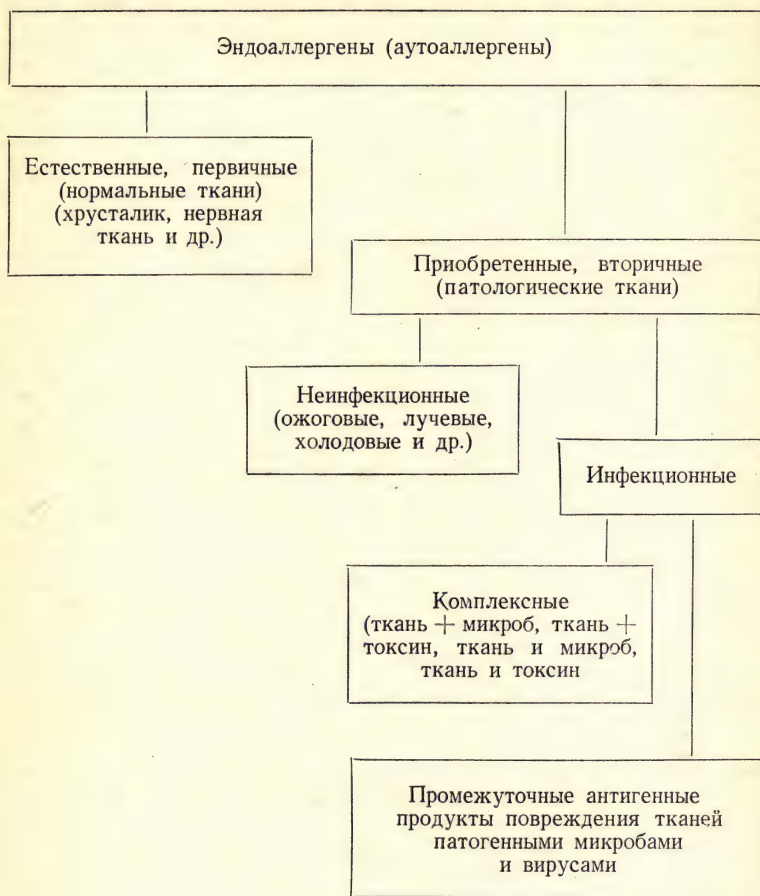 Эндоаллергены (аутоаллергены)
Естественные, первичные
(нормальные ткани)
(хрусталик, нервная
ткань и др.)
Приобретенные, вторичные
(патологические ткани)
Неинфекционные
(ожоговые, лучевые,
холодовые и др.)
Инфекционные
Комплексные
(ткань + микроб, ткань +
токсин, ткань и микроб,
ткань и токсин
Промежуточные антигенные
продукты повреждения тканей
патогенными микробами
и вирусами